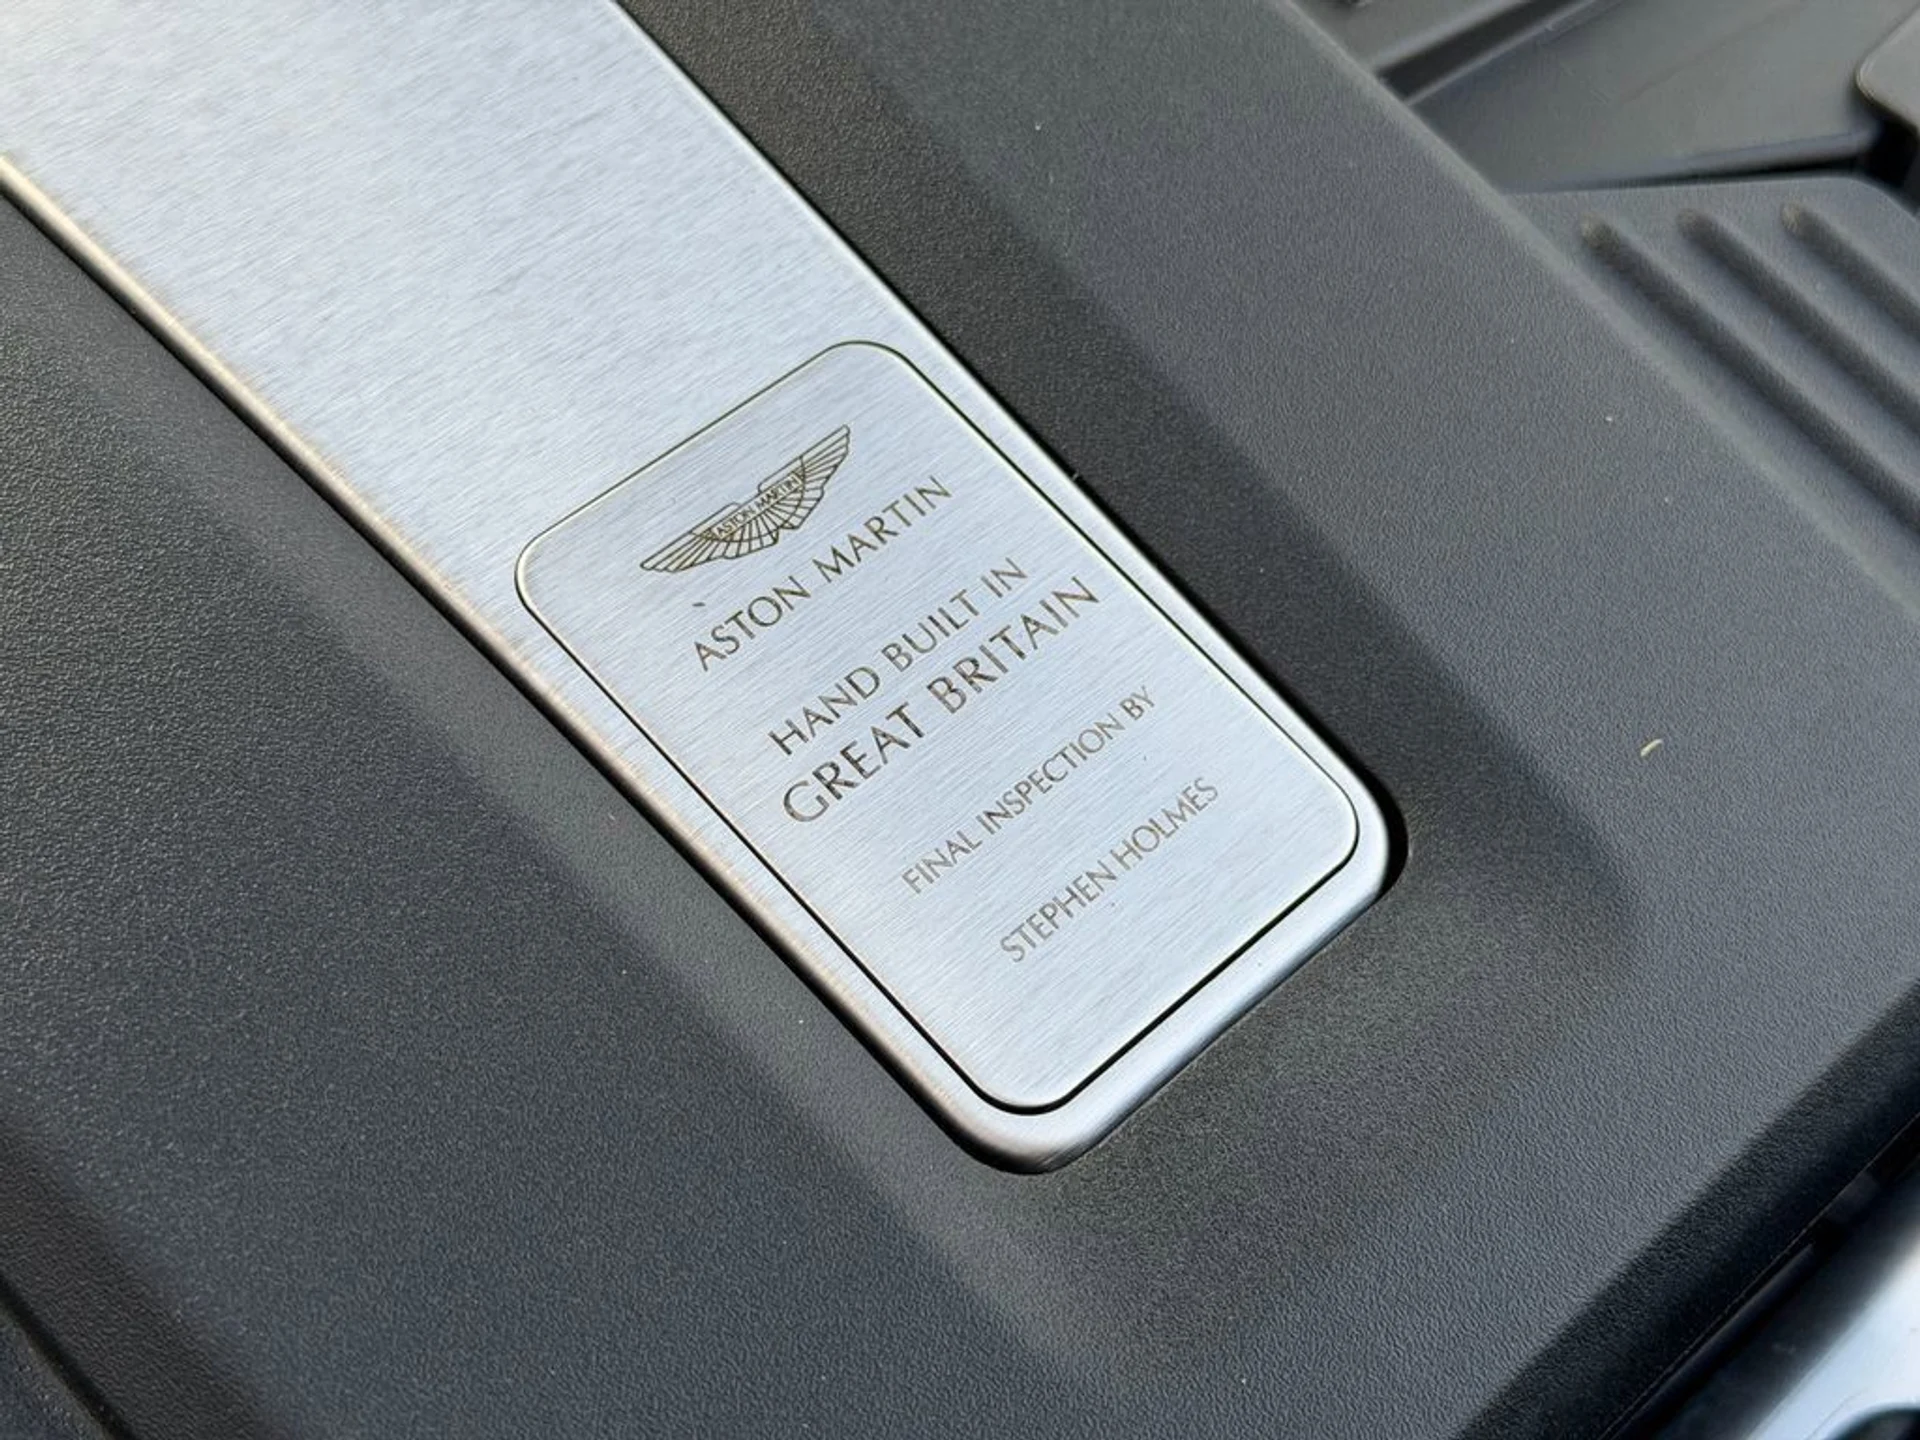 ASTON MARTIN
ASTON MARTIN
HAND BUILT IN
GREAT BRITAIN
FINAL INSPECTION BY
STEPHEN HOLMES